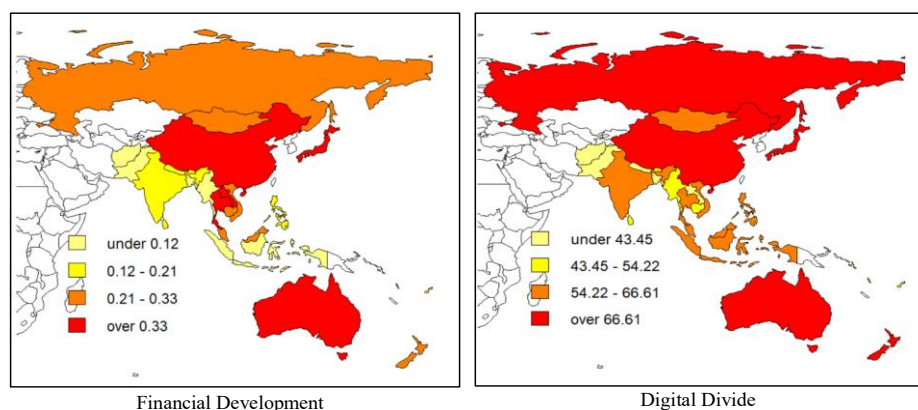 under 0.12
0.12 - 0.21
0.21 - 0.33
over 0.33
Financial Development
under 43.45
43.45 - 54.22
54.22 - 66.61
over 66.61
Digital Divide